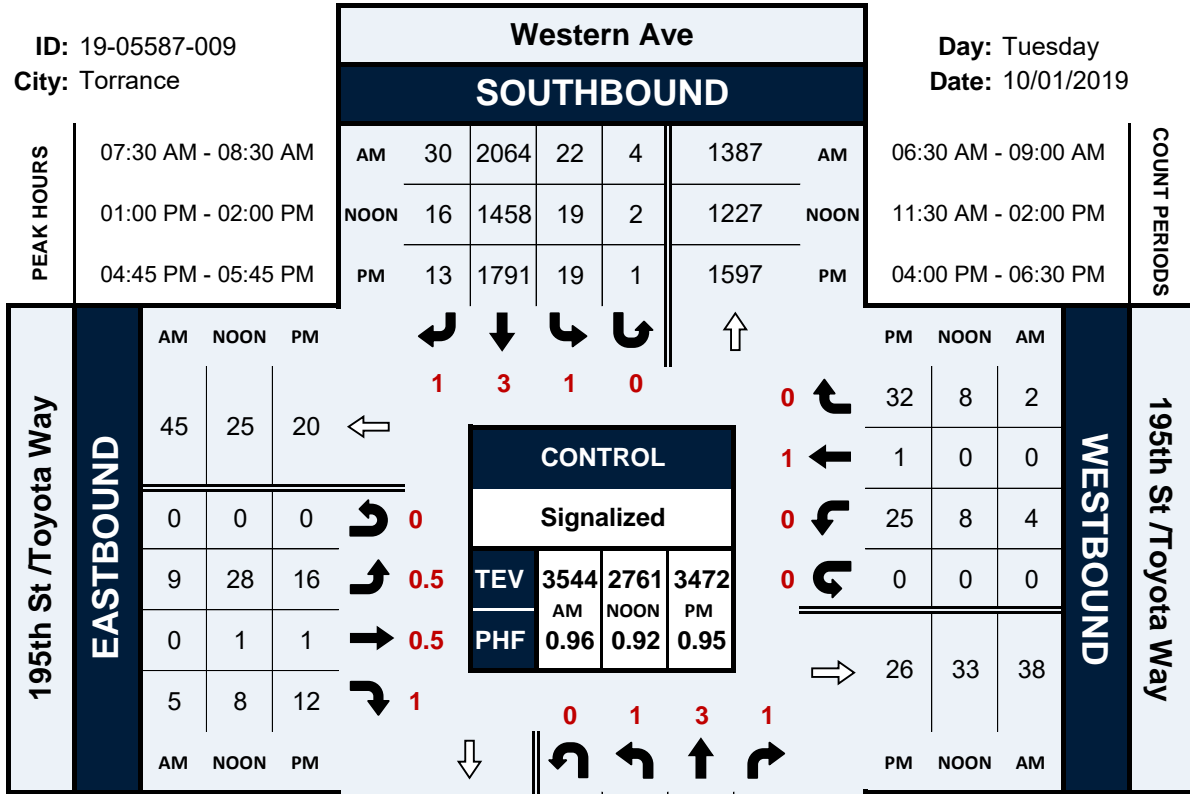 ID: 19-05587-009
City: Torrance
Western Ave
SOUTHBOUND
Day: Tuesday
Date: 10/01/2019
PEAK HOURS
07:30 AM - 08:30 AM
01:00 PM - 02:00 PM
04:45 PM - 05:45 PM
AM 30 2064 22 4 1387 AM
NOON 16 1458 19 2 1227 NOON
PM 13 1791 19 1 1597 PM
06:30 AM - 09:00 AM
11:30 AM - 02:00 PM
04:00 PM - 06:30 PM
COUNT PERIODS
1 3 1 0
195th St /Toyota Way
EASTBOUND
AM NOON PM
45 25 20
0 0 0 0
9 28 16 0.5
0 1 1 0.5
5 8 12 1
AM NOON PM
CONTROL
Signalized
TEV 3544 2761 3472
AM NOON PM
PHF 0.96 0.92 0.95
PM NOON AM
0 32 8 2
1 1 0 0
0 25 8 4
0 0 0 0
26 33 38
PM NOON AM
WESTBOUND
195th St /Toyota Way
0 1 3 1